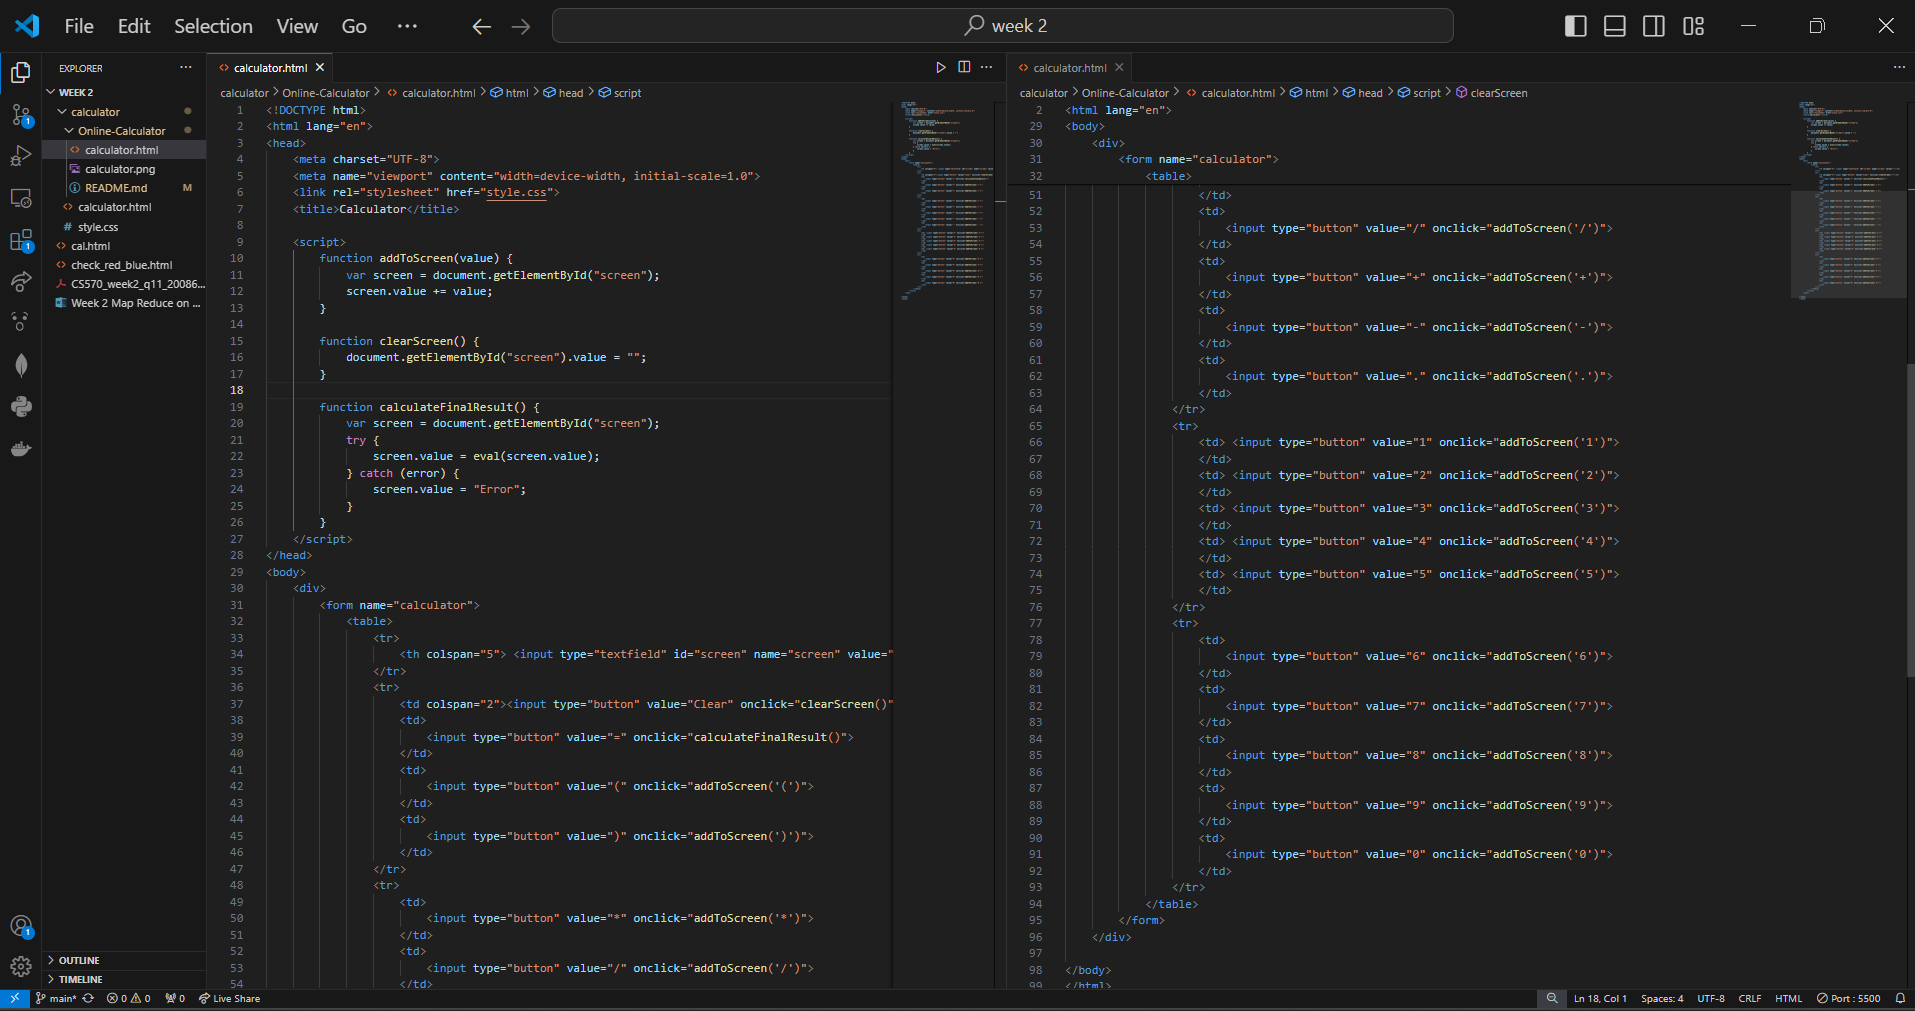 File Edit Selection View Go ··· week 2
EXPLORER ···
WEEK 2
calculator
Online-Calculator
calculator.html
calculator.png
README.md M
calculator.html
style.css
cal.html
check_red_blue.html
CS570_week2_q11_20086...
Week 2 Map Reduce on ...
OUTLINE
TIMELINE
calculator.html
calculator > Online-Calculator > calculator.html > html > head > script
1 <!DOCTYPE html>
2 <html lang="en">
3 <head>
4 <meta charset="UTF-8">
5 <meta name="viewport" content="width=device-width, initial-scale=1.0">
6 <link rel="stylesheet" href="style.css">
7 <title>Calculator</title>
8
9 <script>
10 function addToScreen(value) {
11 var screen = document.getElementById("screen");
12 screen.value += value;
13 }
14
15 function clearScreen() {
16 document.getElementById("screen").value = "";
17 }
18
19 function calculateFinalResult() {
20 var screen = document.getElementById("screen");
21 try {
22 screen.value = eval(screen.value);
23 } catch (error) {
24 screen.value = "Error";
25 }
26 }
27 </script>
28 </head>
29 <body>
30 <div>
31 <form name="calculator">
32 <table>
33 <tr>
34 <th colspan="5"> <input type="textfield" id="screen" name="screen" value="
35 </tr>
36 <tr>
37 <td colspan="2"><input type="button" value="Clear" onclick="clearScreen()"
38 <td>
39 <input type="button" value="=" onclick="calculateFinalResult()">
40 </td>
41 <td>
42 <input type="button" value="(" onclick="addToScreen('(')">
43 </td>
44 <td>
45 <input type="button" value=")" onclick="addToScreen(')')">
46 </td>
47 </tr>
48 <tr>
49 <td>
50 <input type="button" value="*" onclick="addToScreen('*')">
51 </td>
52 <td>
53 <input type="button" value="/" onclick="addToScreen('/')">
54 </td>
calculator.html
calculator > Online-Calculator > calculator.html > html > head > script > clearScreen
2 <html lang="en">
29 <body>
30 <div>
31 <form name="calculator">
32 <table>
51 </td>
52 <td>
53 <input type="button" value="/" onclick="addToScreen('/')">
54 </td>
55 <td>
56 <input type="button" value="+" onclick="addToScreen('+')">
57 </td>
58 <td>
59 <input type="button" value="-" onclick="addToScreen('-')">
60 </td>
61 <td>
62 <input type="button" value="." onclick="addToScreen('.')">
63 </td>
64 </tr>
65 <tr>
66 <td> <input type="button" value="1" onclick="addToScreen('1')">
67 </td>
68 <td> <input type="button" value="2" onclick="addToScreen('2')">
69 </td>
70 <td> <input type="button" value="3" onclick="addToScreen('3')">
71 </td>
72 <td> <input type="button" value="4" onclick="addToScreen('4')">
73 </td>
74 <td> <input type="button" value="5" onclick="addToScreen('5')">
75 </td>
76 </tr>
77 <tr>
78 <td>
79 <input type="button" value="6" onclick="addToScreen('6')">
80 </td>
81 <td>
82 <input type="button" value="7" onclick="addToScreen('7')">
83 </td>
84 <td>
85 <input type="button" value="8" onclick="addToScreen('8')">
86 </td>
87 <td>
88 <input type="button" value="9" onclick="addToScreen('9')">
89 </td>
90 <td>
91 <input type="button" value="0" onclick="addToScreen('0')">
92 </td>
93 </tr>
94 </table>
95 </form>
96 </div>
97
98 </body>
99 </html>
main* 0 0 0 Live Share Ln 18, Col 1 Spaces: 4 UTF-8 CRLF HTML Port : 5500